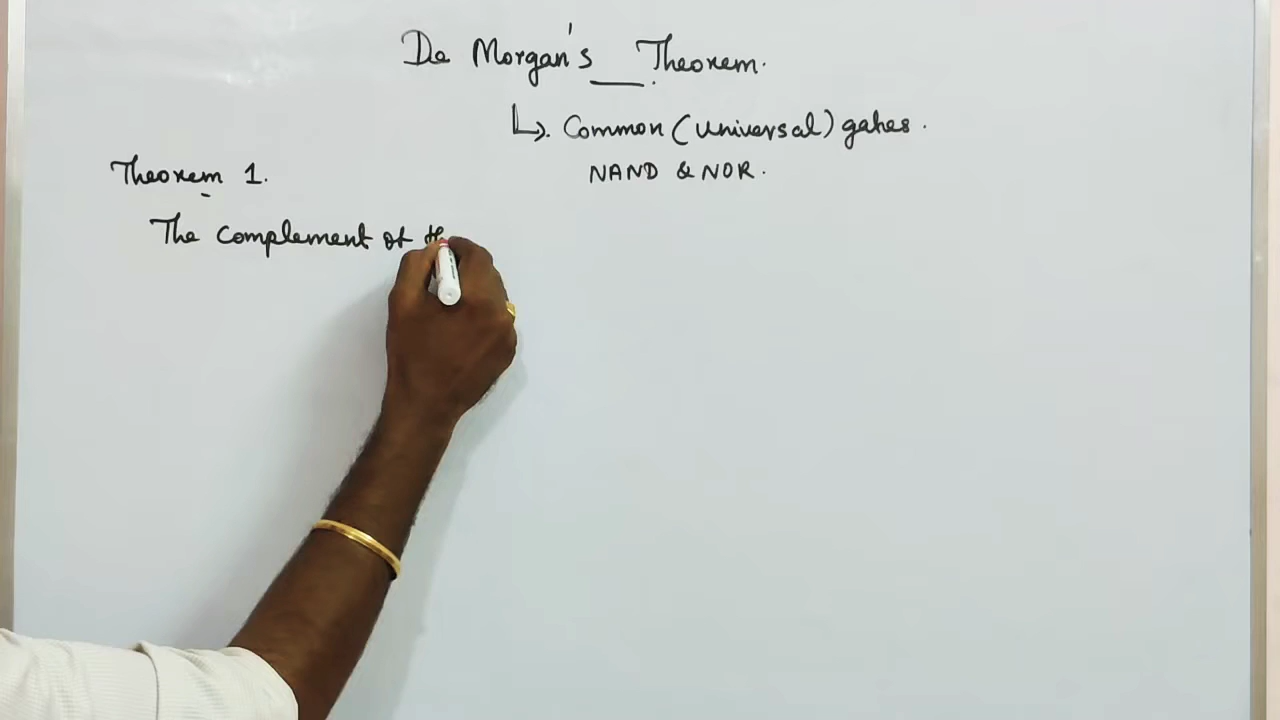 De Morgan's Theorem.
↳. Common (universal) gates.
NAND & NOR.
Theorem 1.
The complement of